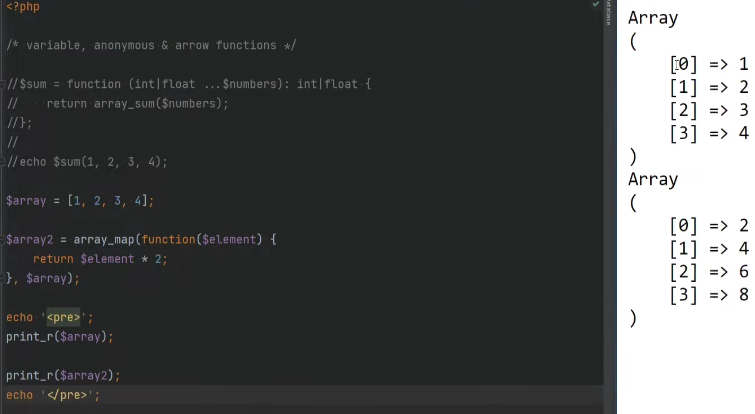 <?php
/* variable, anonymous & arrow functions */
//$sum = function (int|float ...$numbers): int|float {
//    return array_sum($numbers);
//};
//
//echo $sum(1, 2, 3, 4);
$array = [1, 2, 3, 4];
$array2 = array_map(function($element) {
    return $element * 2;
}, $array);
echo '<pre>';
print_r($array);
print_r($array2);
echo '</pre>';
Array
(
    [0] => 1
    [1] => 2
    [2] => 3
    [3] => 4
)
Array
(
    [0] => 2
    [1] => 4
    [2] => 6
    [3] => 8
)